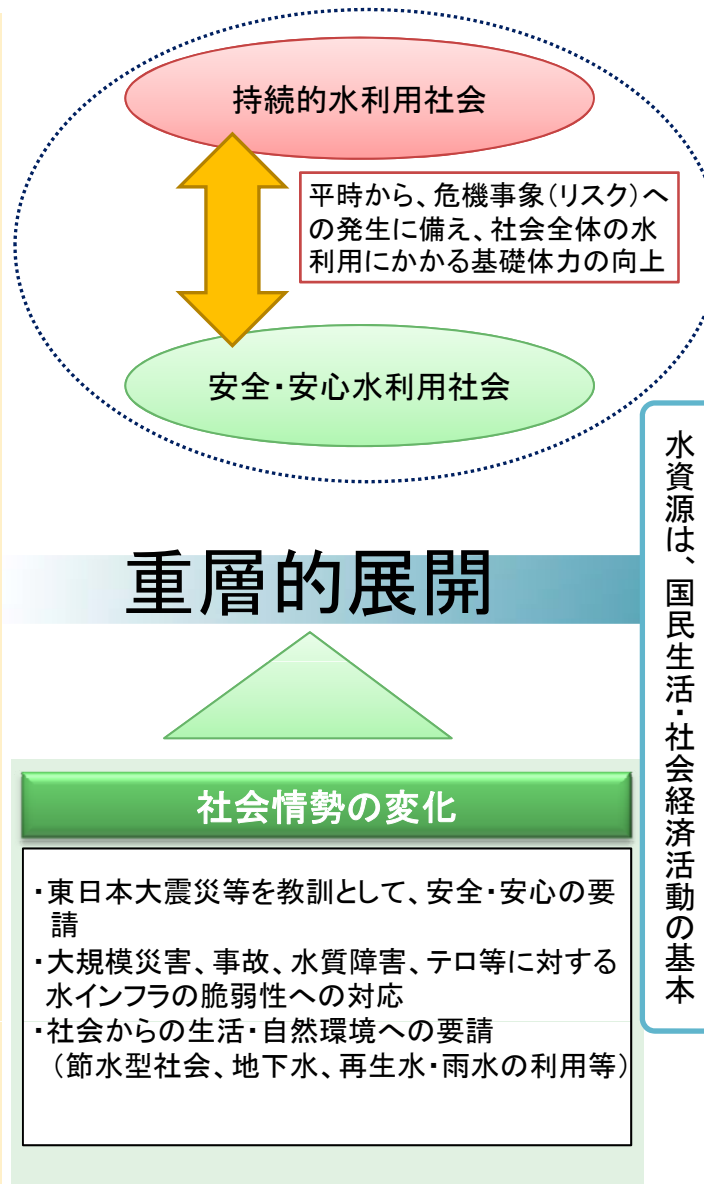 持続的水利用社会
平時から、危機事象(リスク)へ
の発生に備え、社会全体の水
利用にかかる基礎体力の向上
安全・安心水利用社会
水資源は、国民生活・社会経済活動の基本
重層的展開
社会情勢の変化
・東日本大震災等を教訓として、安全・安心の要
請
・大規模災害、事故、水質障害、テロ等に対する
水インフラの脆弱性への対応
・社会からの生活・自然環境への要請
(節水型社会、地下水、再生水・雨水の利用等)